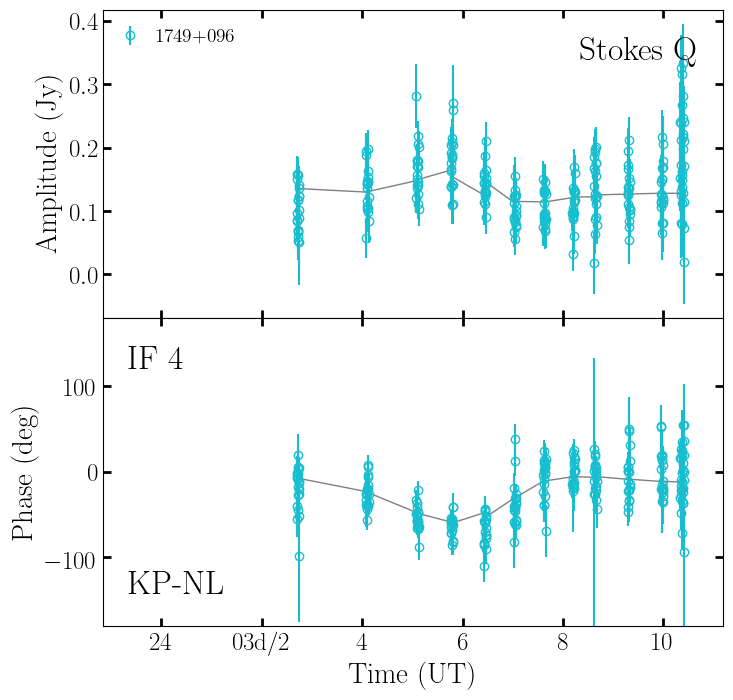 1749+096
Stokes Q
Amplitude (Jy)
0.4
0.3
0.2
0.1
0.0
IF 4
Phase (deg)
100
0
−100
KP-NL
24
03d/2
4
6
8
10
Time (UT)